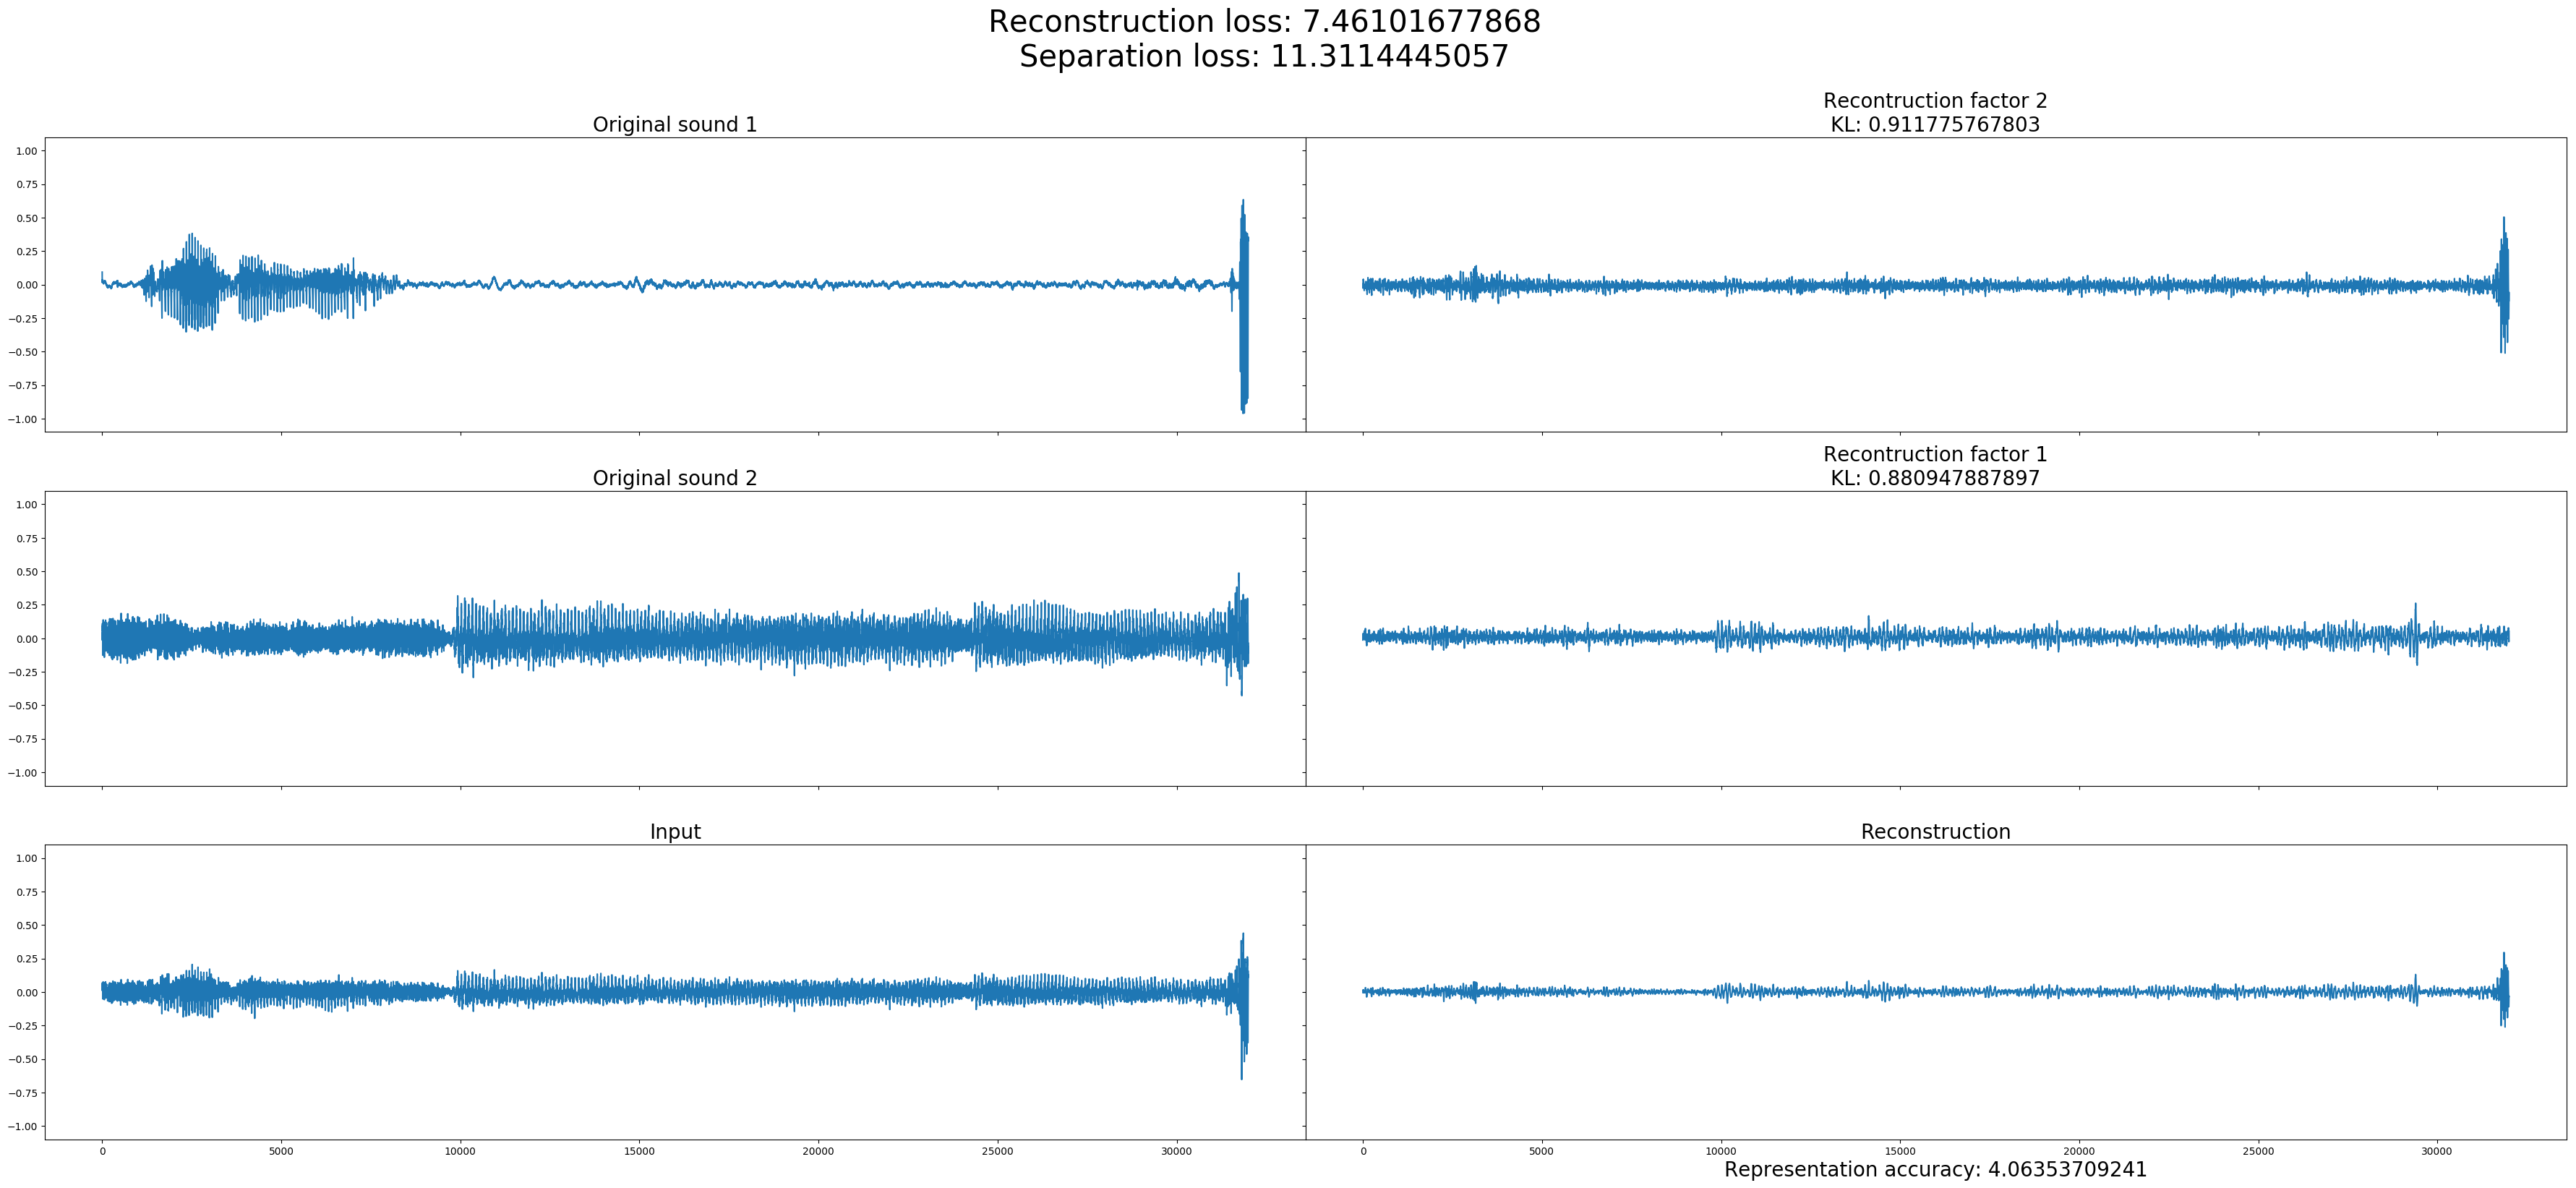 Reconstruction loss: 7.46101677868
Separation loss: 11.3114445057
Original sound 1
Recontruction factor 2
KL: 0.911775767803
1.00
0.75
0.50
0.25
0.00
−0.25
−0.50
−0.75
−1.00
Original sound 2
Recontruction factor 1
KL: 0.880947887897
1.00
0.75
0.50
0.25
0.00
−0.25
−0.50
−0.75
−1.00
Input
Reconstruction
1.00
0.75
0.50
0.25
0.00
−0.25
−0.50
−0.75
−1.00
0 5000 10000 15000 20000 25000 30000
0 5000 10000 15000 20000 25000 30000
Representation accuracy: 4.06353709241